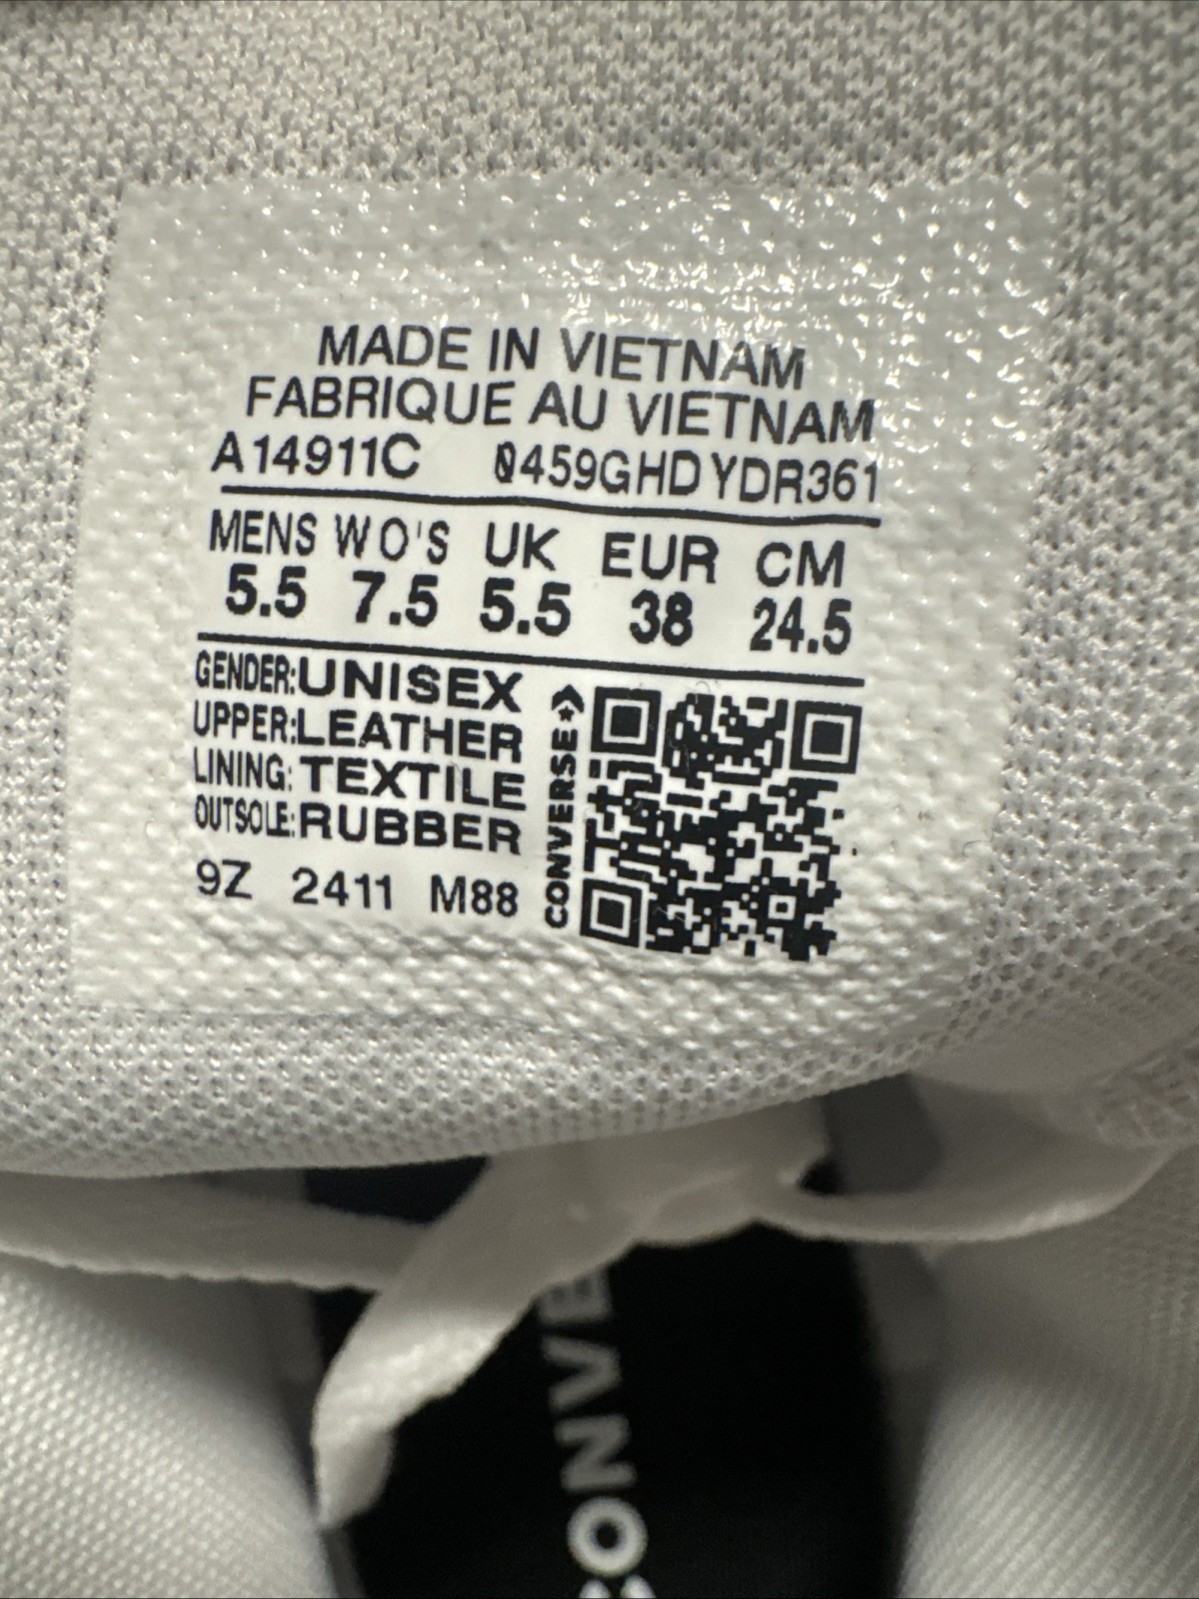 MADE IN VIETNAM
FABRIQUE AU VIETNAM
A14911C 0459GHD YDR361
MENS WO'S UK EUR CM
5.5 7.5 5.5 38 24.5
GENDER:UNISEX
UPPER:LEATHER
LINING:TEXTILE
OUTSOLE:RUBBER
9Z 2411 M88
CONVERSE
CONVE